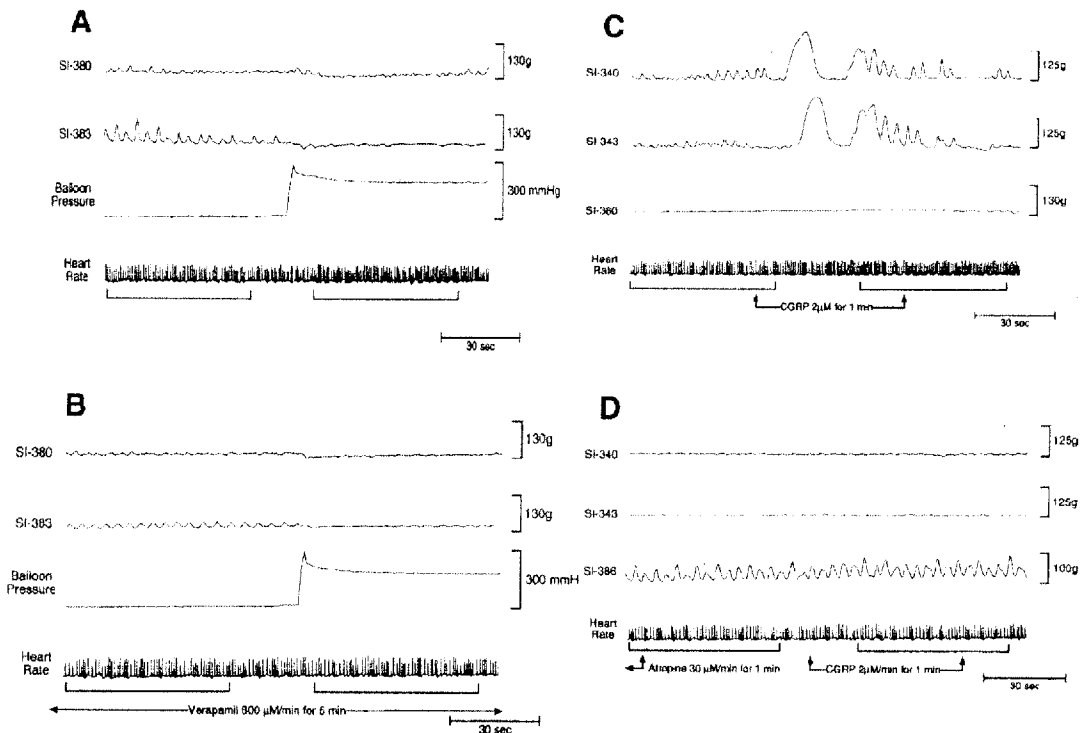 A
SI-380
130g
SI-383
130g
Balloon
Pressure
300 mmHg
Heart
Rate
30 sec
B
SI-380
130g
SI-383
130g
Balloon
Pressure
300 mmH
Heart
Rate
Verapamil 800 µM/min for 5 min
30 sec
C
SI-340
125g
SI-343
125g
SI-360
130g
Heart
Rate
CGRP 2µM for 1 min
30 sec
D
SI-340
125g
SI-343
125g
SI-386
100g
Heart
Rate
Atropine 30 µM/min for 1 min
CGRP 2µM/min for 1 min
30 sec